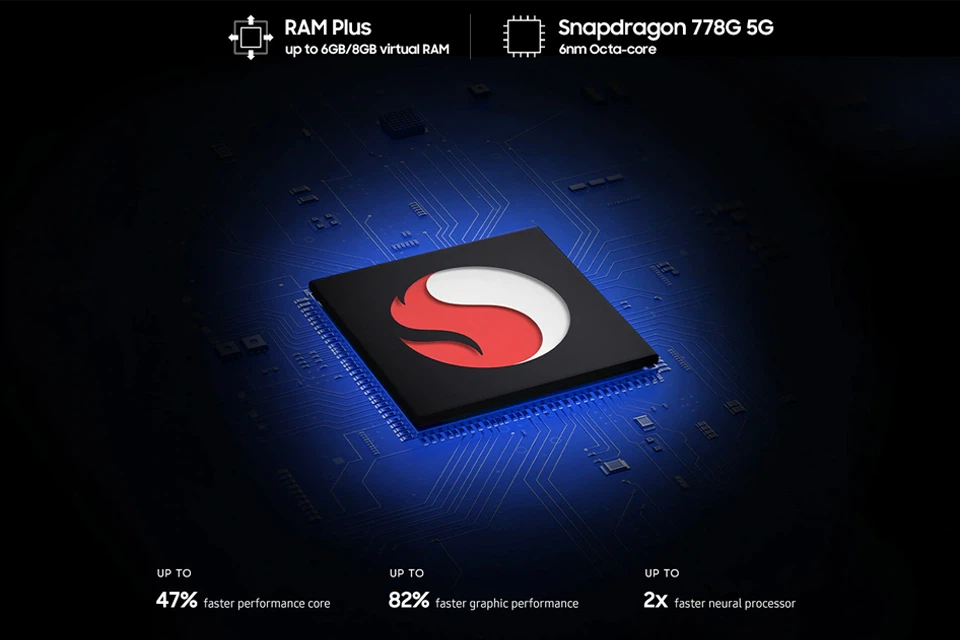 RAM Plus
up to 6GB/8GB virtual RAM
Snapdragon 778G 5G
6nm Octa-core
UP TO
47% faster performance core
UP TO
82% faster graphic performance
UP TO
2x faster neural processor